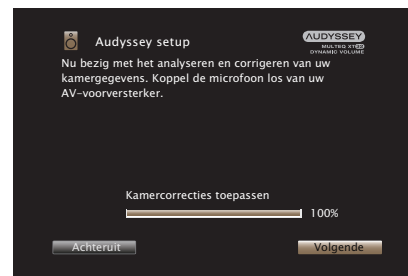 Audyssey setup
AUDYSSEY
MULTEQ XT32
DYNAMIC VOLUME
Nu bezig met het analyseren en corrigeren van uw
kamergegevens. Koppel de microfoon los van uw
AV-voorversterker.
Kamercorrecties toepassen
100%
Achteruit
Volgende